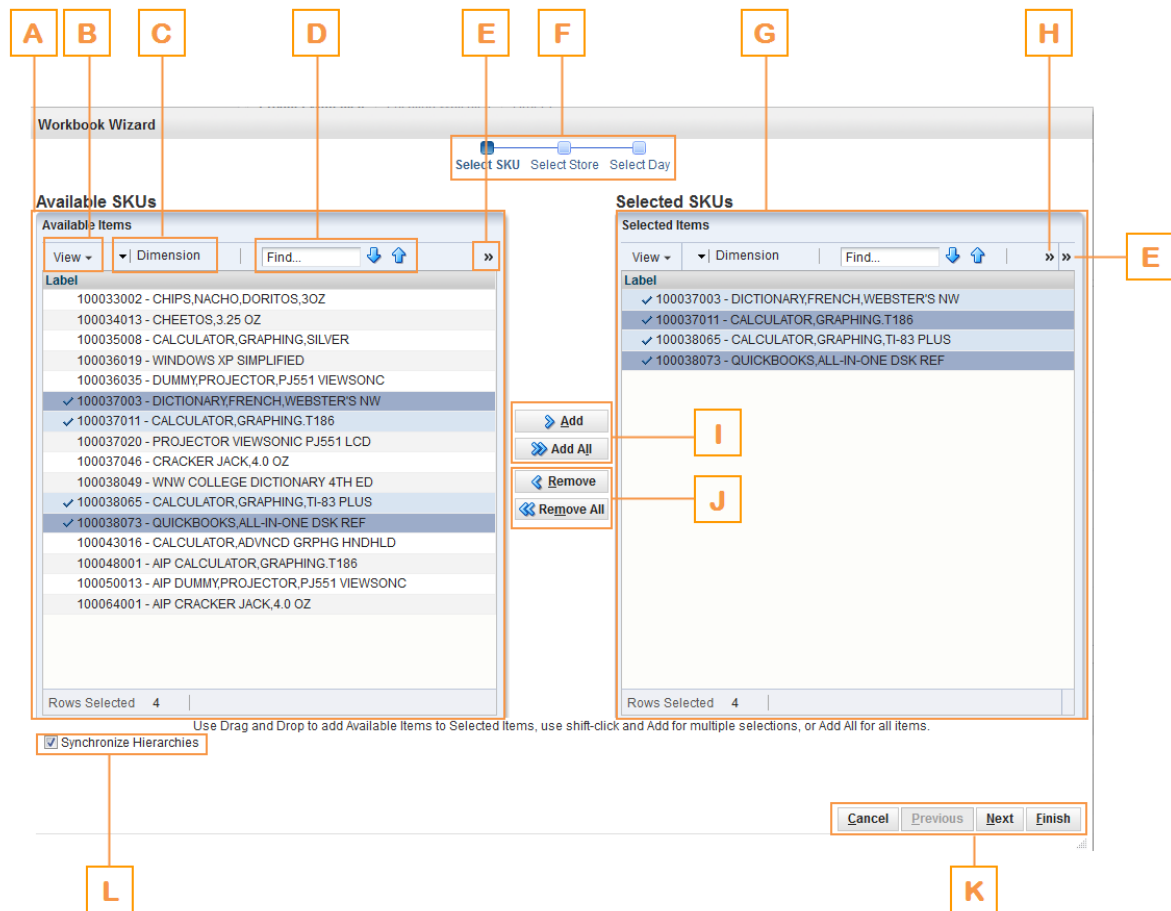 A B C D E F G H
Workbook Wizard
Select SKU Select Store Select Day
Available SKUs
Available Items
View Dimension Find... »
Label
100033002 - CHIPS,NACHO,DORITOS,3OZ
100034013 - CHEETOS,3.25 OZ
100035008 - CALCULATOR,GRAPHING,SILVER
100036019 - WINDOWS XP SIMPLIFIED
100036035 - DUMMY,PROJECTOR,PJ551 VIEWSONC
100037003 - DICTIONARY,FRENCH,WEBSTER'S NW
100037011 - CALCULATOR,GRAPHING.T186
100037020 - PROJECTOR VIEWSONIC PJ551 LCD
100037046 - CRACKER JACK,4.0 OZ
100038049 - WNW COLLEGE DICTIONARY 4TH ED
100038065 - CALCULATOR,GRAPHING,TI-83 PLUS
100038073 - QUICKBOOKS,ALL-IN-ONE DSK REF
100043016 - CALCULATOR,ADVNCD GRPHG HNDHLD
100048001 - AIP CALCULATOR,GRAPHING.T186
100050013 - AIP DUMMY,PROJECTOR,PJ551 VIEWSONC
100064001 - AIP CRACKER JACK,4.0 OZ
Rows Selected 4
Add
Add All
I
Remove
Remove All
J
Selected SKUs
Selected Items
View Dimension Find... » »
E
Label
100037003 - DICTIONARY,FRENCH,WEBSTER'S NW
100037011 - CALCULATOR,GRAPHING.T186
100038065 - CALCULATOR,GRAPHING,TI-83 PLUS
100038073 - QUICKBOOKS,ALL-IN-ONE DSK REF
Rows Selected 4
Use Drag and Drop to add Available Items to Selected Items, use shift-click and Add for multiple selections, or Add All for all items.
Synchronize Hierarchies
Cancel Previous Next Finish
L K